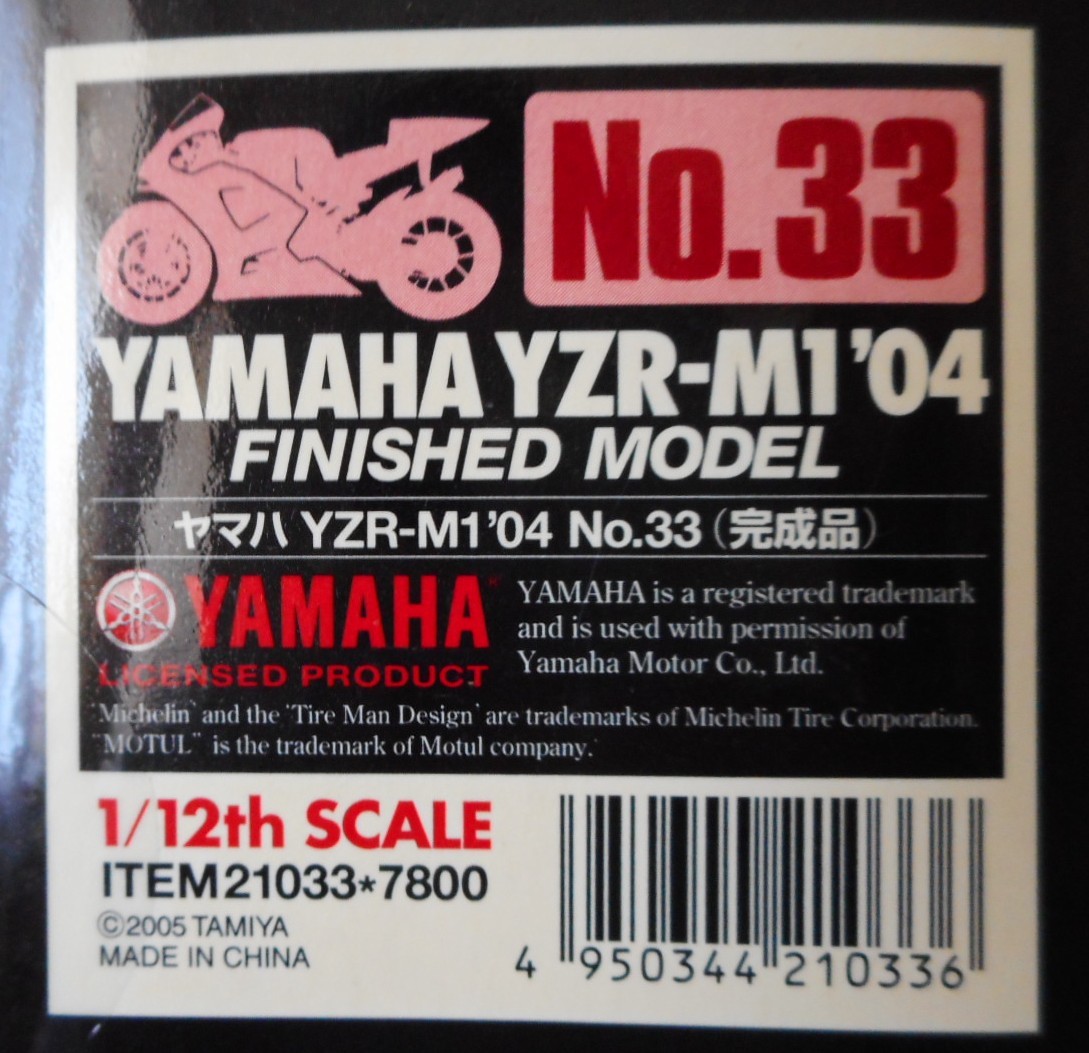 No.33
YAMAHA YZR-M1'04
FINISHED MODEL
ヤマハ YZR-M1'04 No.33(完成品)
YAMAHA
LICENSED PRODUCT
YAMAHA is a registered trademark
and is used with permission of
Yamaha Motor Co., Ltd.
'Michelin' and the 'Tire Man Design' are trademarks of Michelin Tire Corporation.
"MOTUL" is the trademark of Motul company.
1/12th SCALE
ITEM21033*7800
©2005 TAMIYA
MADE IN CHINA
4 950344 210336